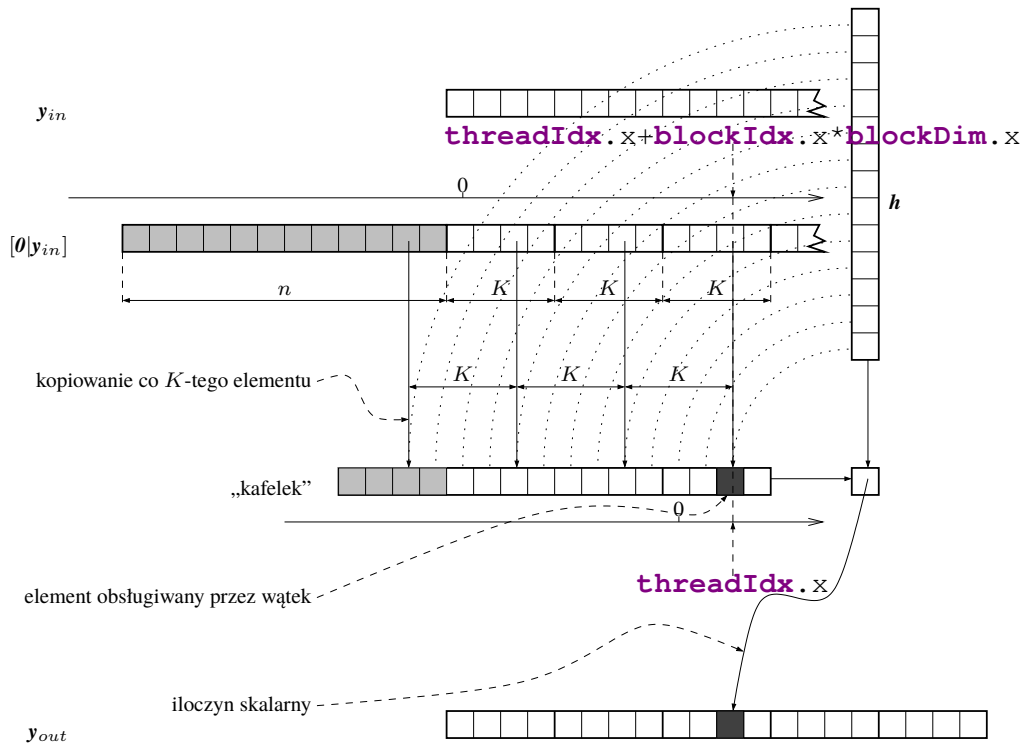 y_in
threadIdx.x+blockIdx.x*blockDim.x
0
h
[0|y_in]
n K K K
kopiowanie co K-tego elementu
K K K
„kafelek”
0
element obsługiwany przez wątek
threadIdx.x
iloczyn skalarny
y_out